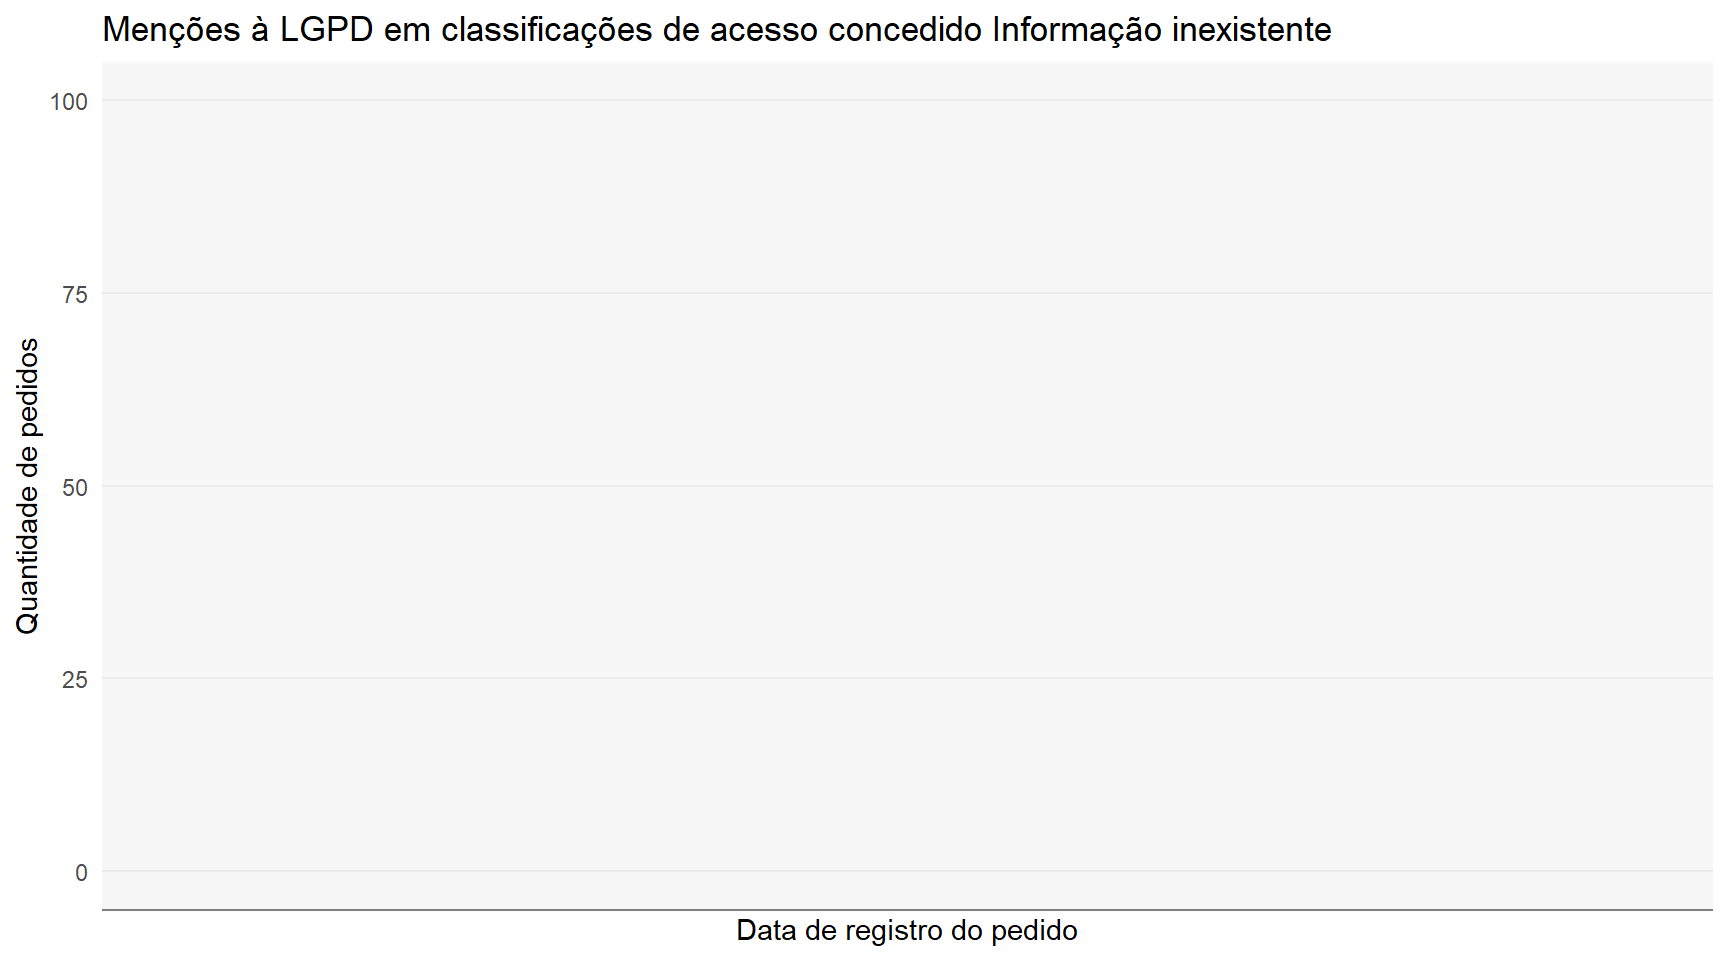 Menções à LGPD em classificações de acesso concedido Informação inexistente
100
75
50
25
0
Quantidade de pedidos
Data de registro do pedido